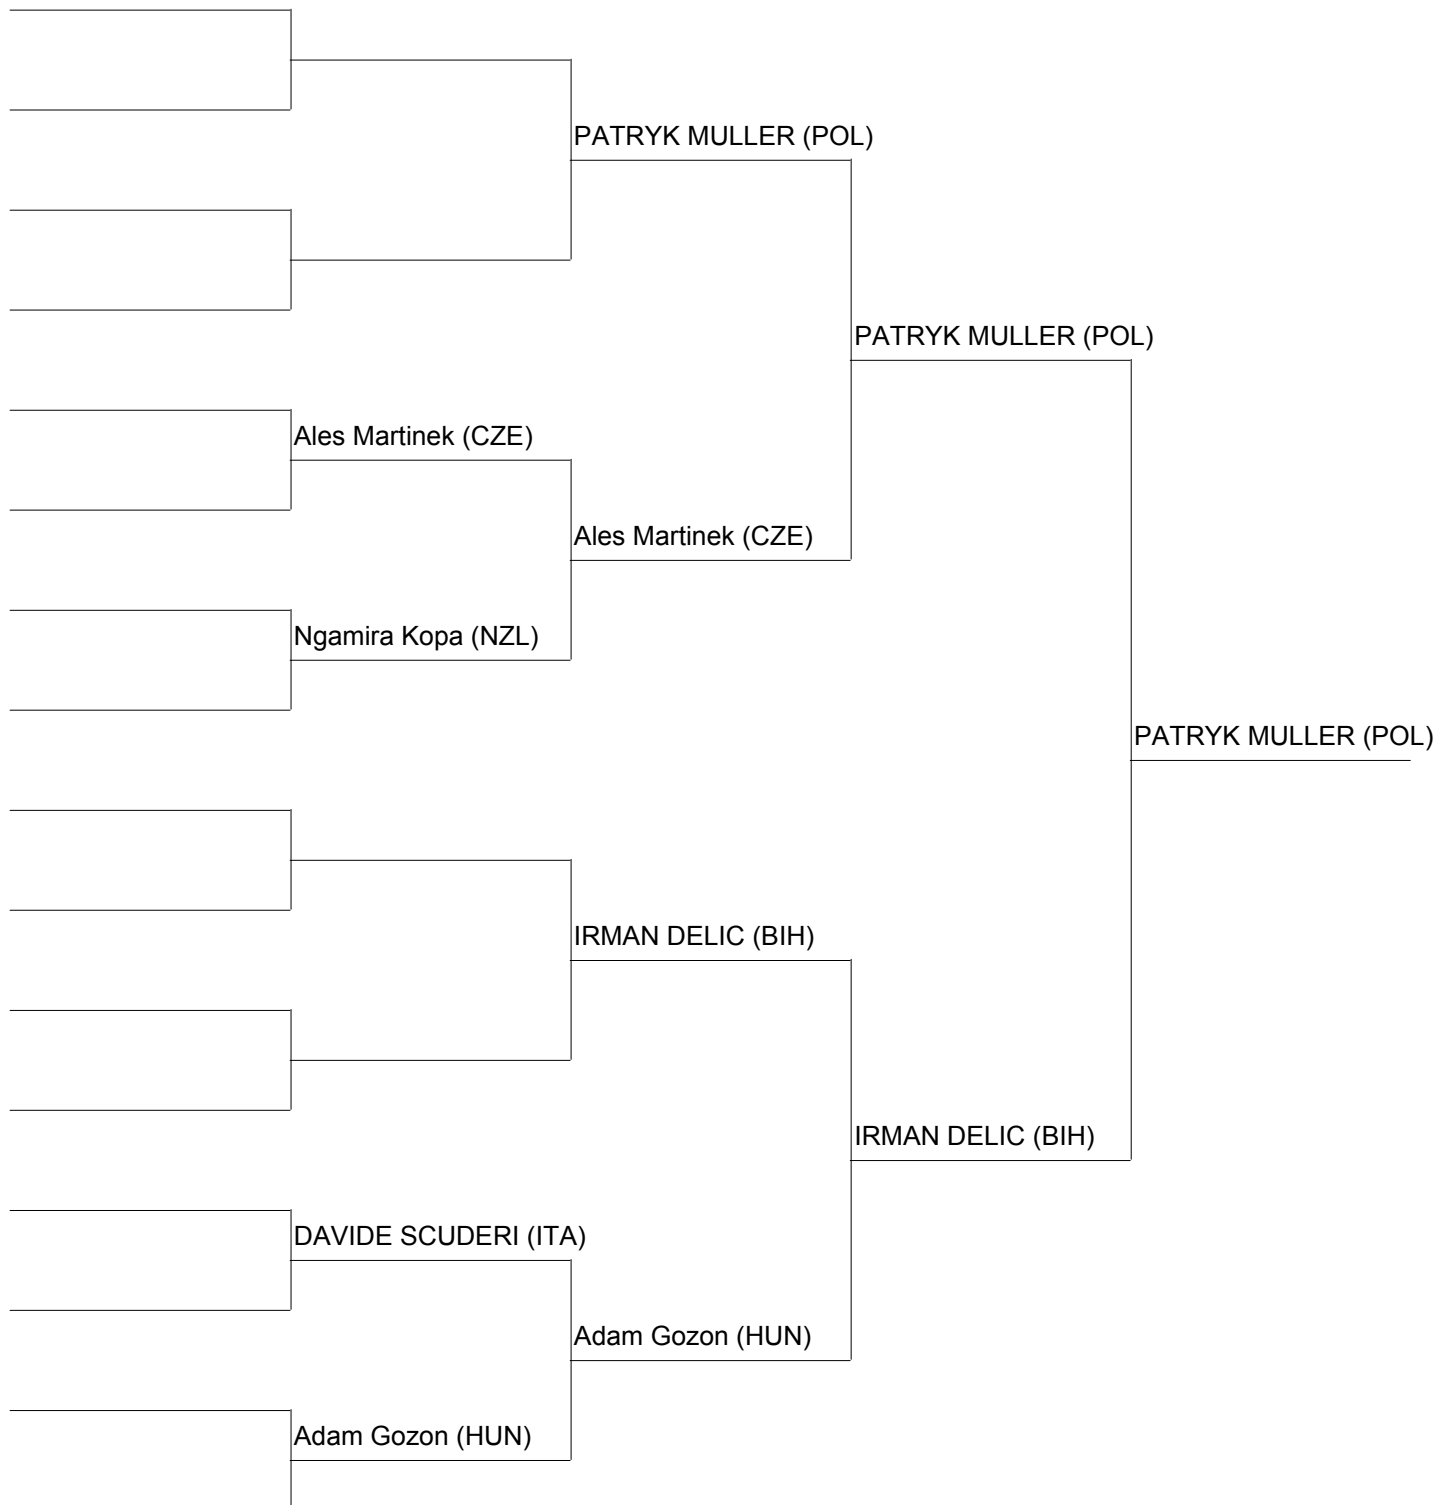 PATRYK MULLER (POL)
PATRYK MULLER (POL)
Ales Martinek (CZE)
Ales Martinek (CZE)
Ngamira Kopa (NZL)
PATRYK MULLER (POL)
IRMAN DELIC (BIH)
IRMAN DELIC (BIH)
DAVIDE SCUDERI (ITA)
Adam Gozon (HUN)
Adam Gozon (HUN)